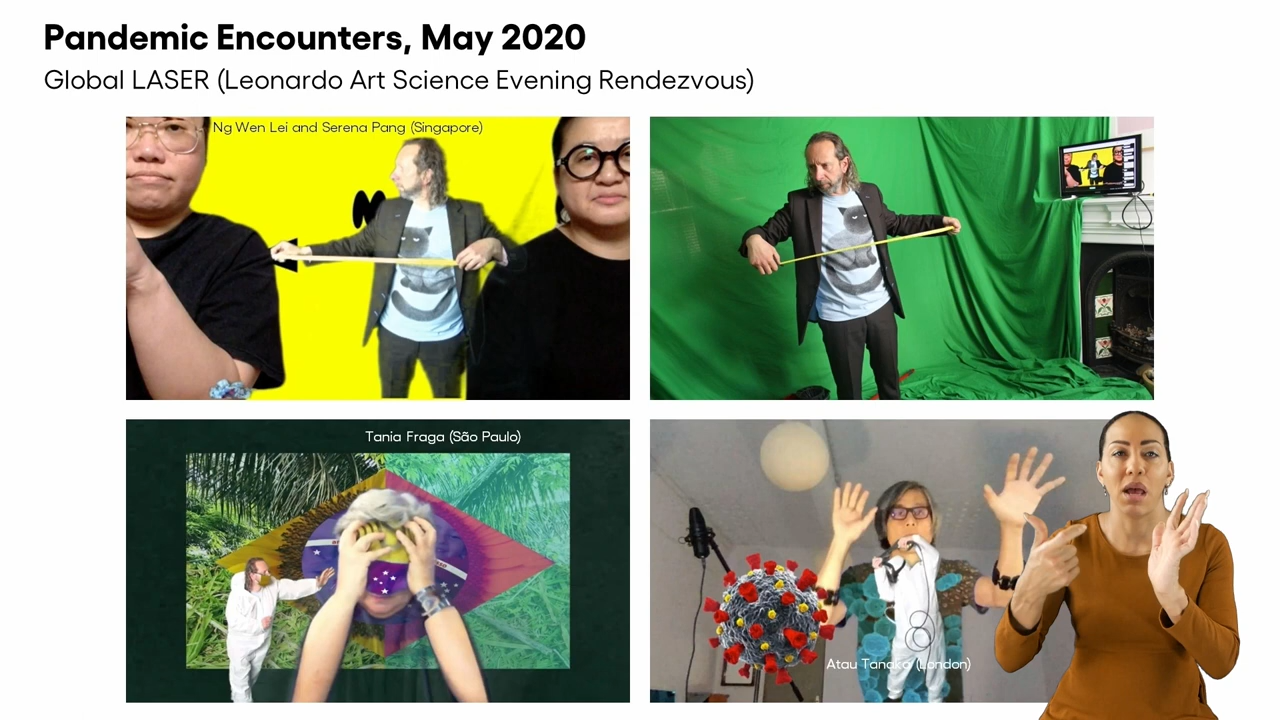 Pandemic Encounters, May 2020
Global LASER (Leonardo Art Science Evening Rendezvous)
Ng Wen Lei and Serena Pang (Singapore)
Tania Fraga (São Paulo)
Atau Tanaka (London)